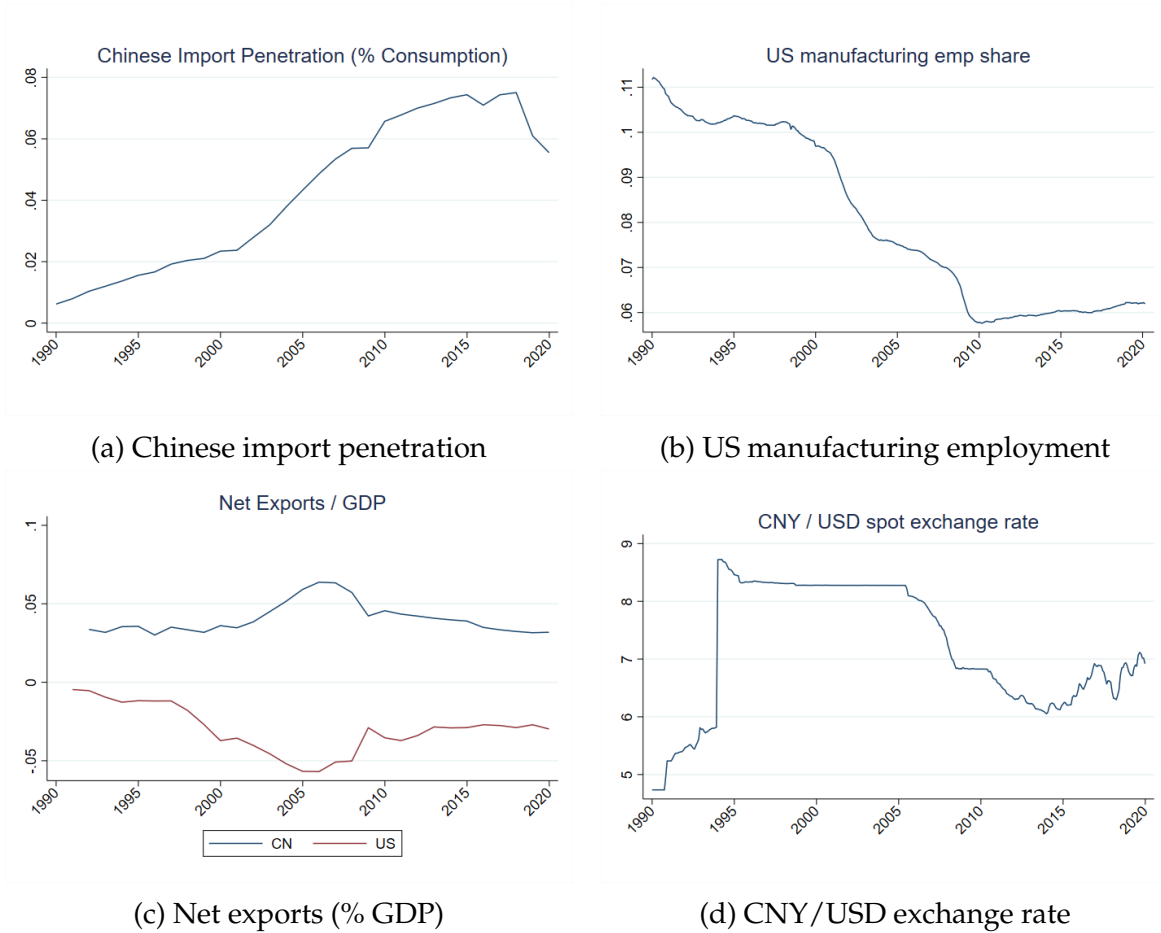 Chinese Import Penetration (% Consumption)
.08
.06
.04
.02
0
1990 1995 2000 2005 2010 2015 2020
(a) Chinese import penetration
US manufacturing emp share
.11
.1
.09
.08
.07
.06
1990 1995 2000 2005 2010 2015 2020
(b) US manufacturing employment
Net Exports / GDP
.1
.05
0
-.05
1990 1995 2000 2005 2010 2015 2020
CN US
(c) Net exports (% GDP)
CNY / USD spot exchange rate
9
8
7
6
5
1990 1995 2000 2005 2010 2015 2020
(d) CNY/USD exchange rate